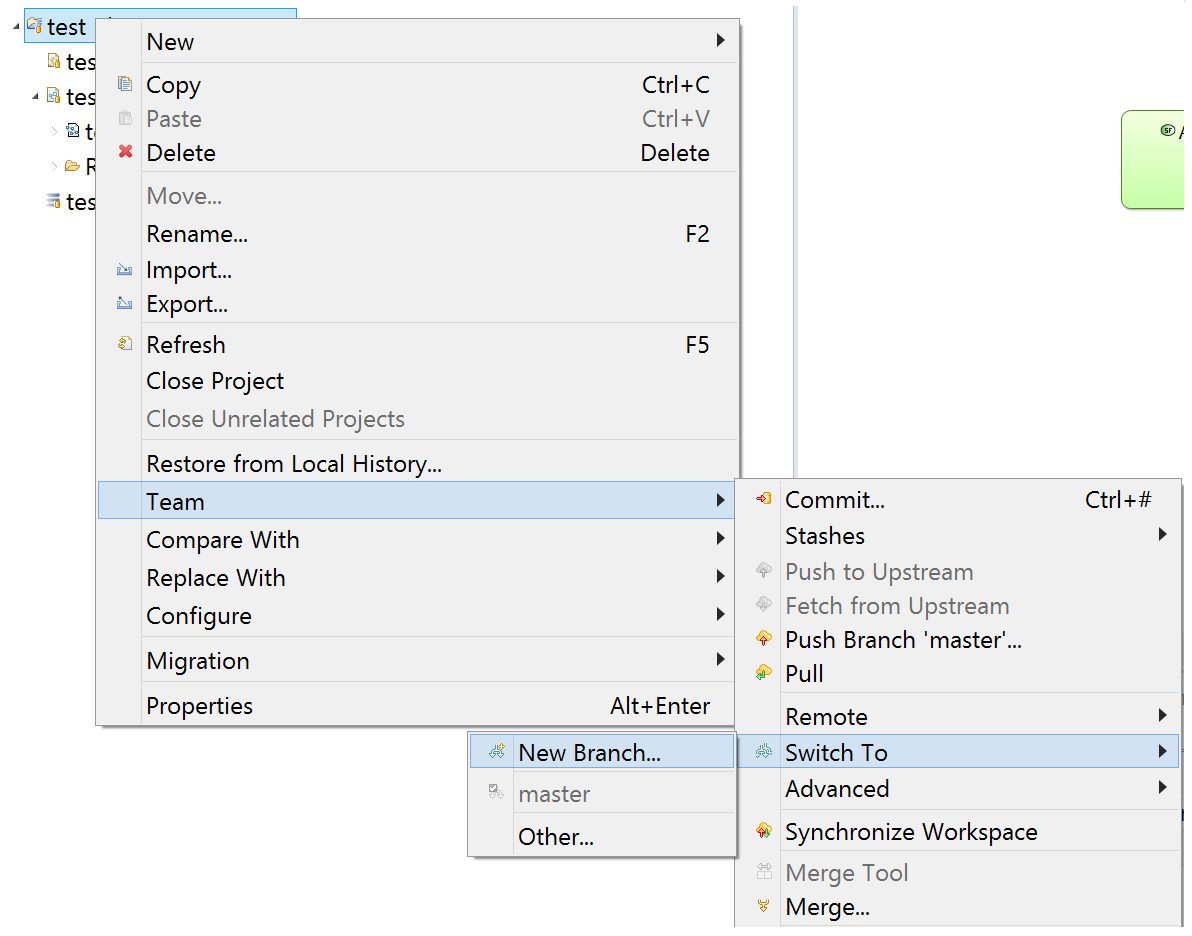 test
New
tes
Copy Ctrl+C
tes
Paste Ctrl+V
t
Delete Delete
R
Move...
tes
Rename... F2
Import...
Export...
Refresh F5
Close Project
Close Unrelated Projects
Restore from Local History...
Team
Compare With
Replace With
Configure
Migration
Properties Alt+Enter
Commit... Ctrl+#
Stashes
Push to Upstream
Fetch from Upstream
Push Branch 'master'...
Pull
Remote
Switch To
Advanced
Synchronize Workspace
Merge Tool
Merge...
New Branch...
master
Other...
SF A